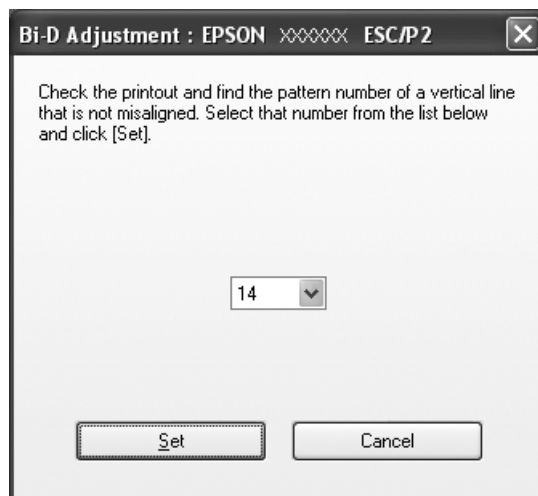 Bi-D Adjustment : EPSON XXXXXX ESC/P2
Check the printout and find the pattern number of a vertical line
that is not misaligned. Select that number from the list below
and click [Set].
14
Set
Cancel